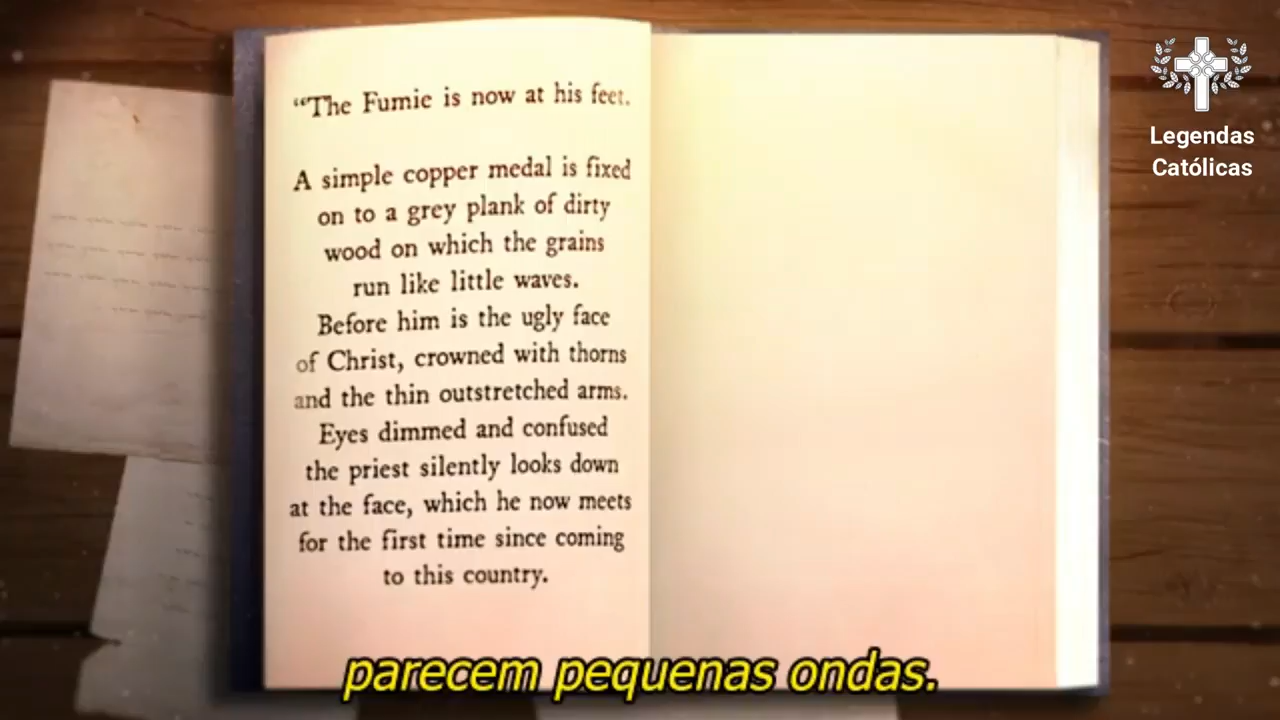 “The Fumie is now at his feet.
A simple copper medal is fixed
on to a grey plank of dirty
wood on which the grains
run like little waves.
Before him is the ugly face
of Christ, crowned with thorns
and the thin outstretched arms.
Eyes dimmed and confused
the priest silently looks down
at the face, which he now meets
for the first time since coming
to this country.
Legendas
Católicas
parecem pequenas ondas.